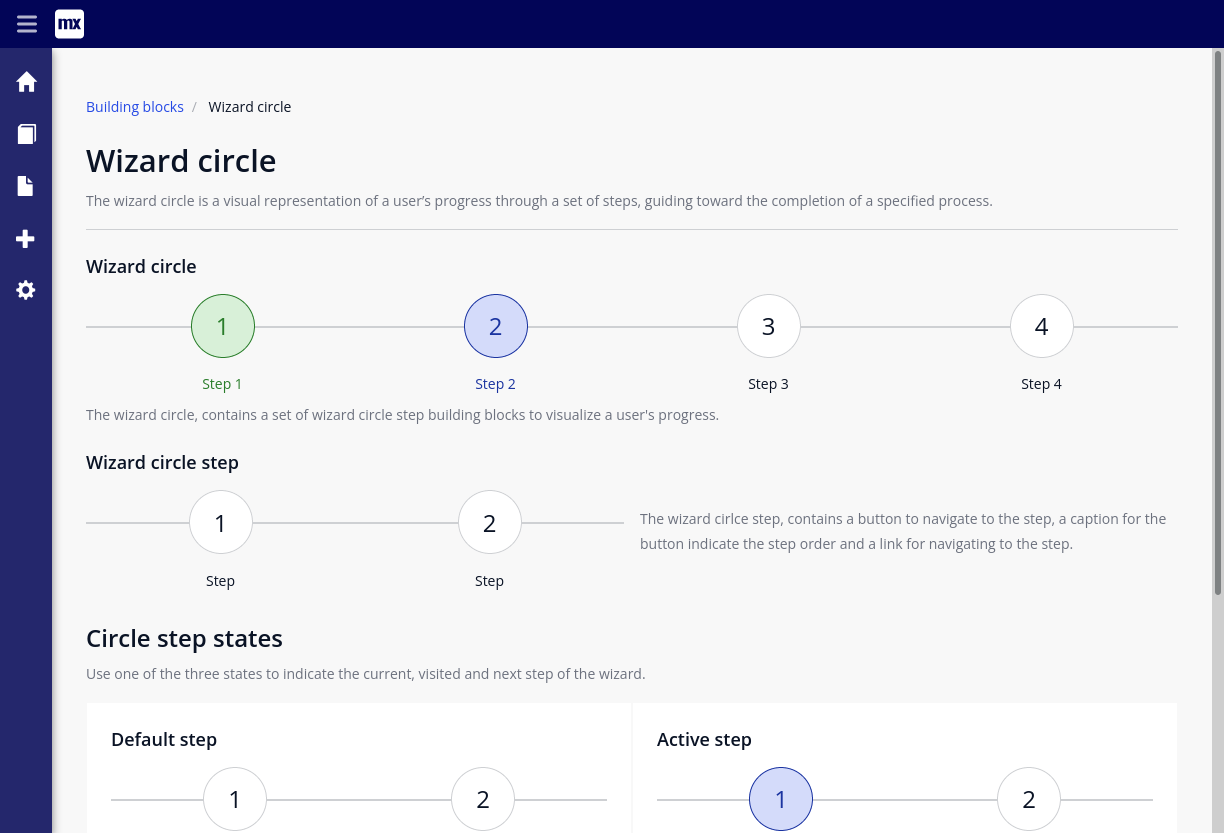 mx
Building blocks / Wizard circle
Wizard circle
The wizard circle is a visual representation of a user’s progress through a set of steps, guiding toward the completion of a specified process.
Wizard circle
1 2 3 4
Step 1 Step 2 Step 3 Step 4
The wizard circle, contains a set of wizard circle step building blocks to visualize a user's progress.
Wizard circle step
1 2
Step Step
The wizard cirlce step, contains a button to navigate to the step, a caption for the
button indicate the step order and a link for navigating to the step.
Circle step states
Use one of the three states to indicate the current, visited and next step of the wizard.
Default step
1 2
Active step
1 2